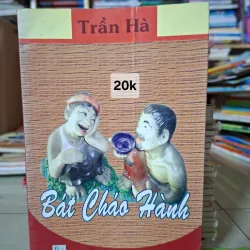 Trần Hà
20k
Bát Cháo Hành